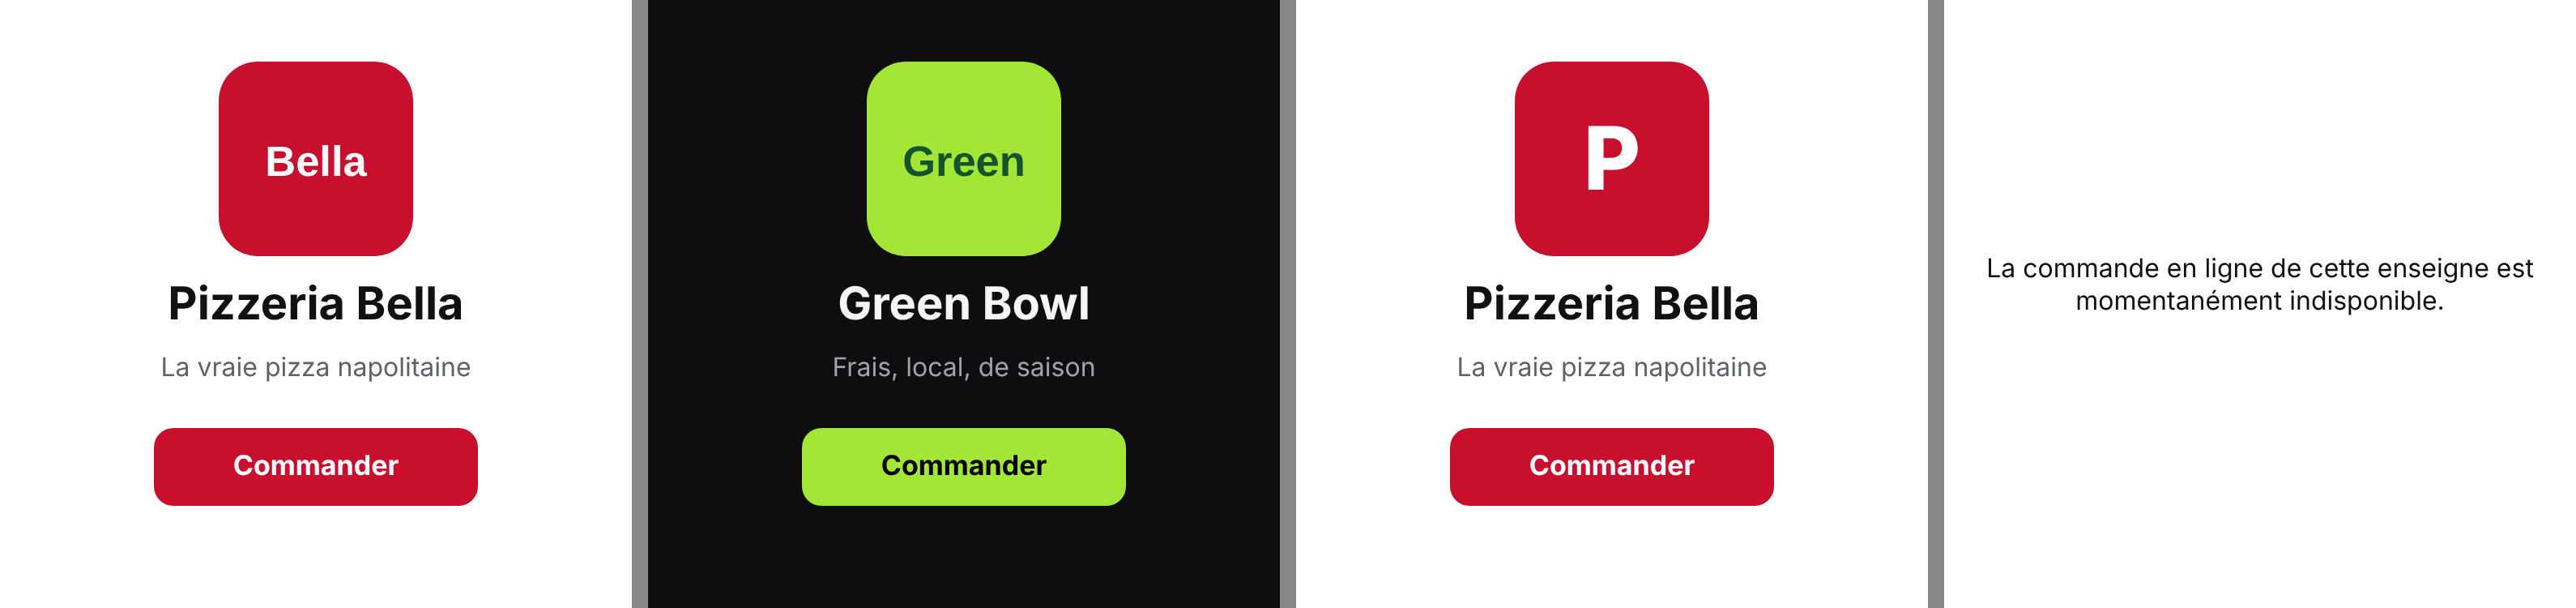 Bella
Pizzeria Bella
La vraie pizza napolitaine
Commander
Green
Green Bowl
Frais, local, de saison
Commander
P
Pizzeria Bella
La vraie pizza napolitaine
Commander
La commande en ligne de cette enseigne est
momentanément indisponible.